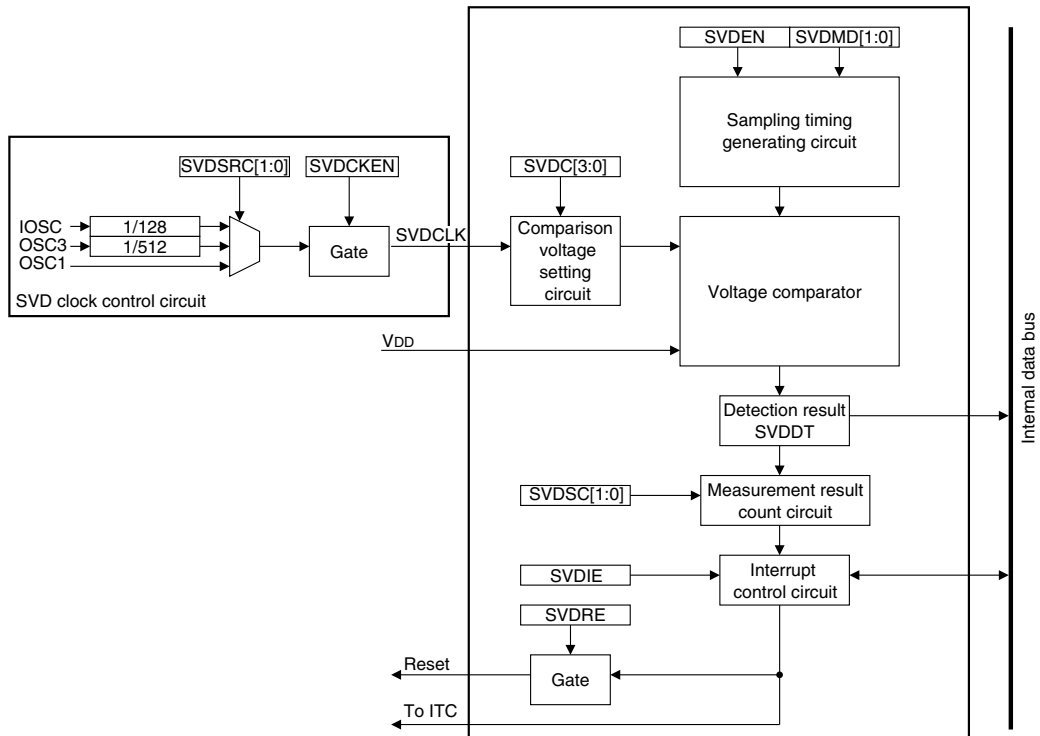 SVDEN
SVDMD[1:0]
Sampling timing
generating circuit
SVDSRC[1:0]
SVDCKEN
SVDC[3:0]
IOSC
1/128
OSC3
1/512
OSC1
Gate
SVDCLK
SVD clock control circuit
Comparison
voltage
setting
circuit
Voltage comparator
VDD
Internal data bus
Detection result
SVDDT
SVDSC[1:0]
Measurement result
count circuit
SVDIE
Interrupt
control circuit
SVDRE
Reset
Gate
To ITC